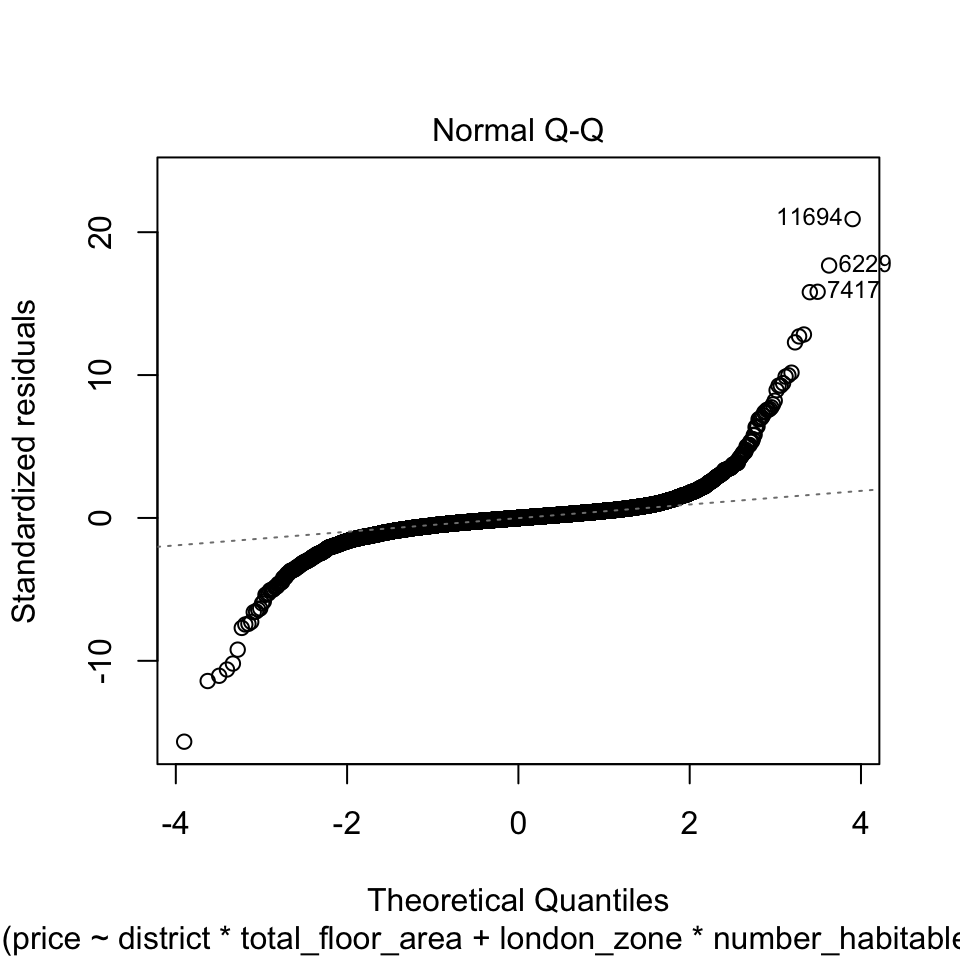 Normal Q-Q
20
10
0
-10
Standardized residuals
11694
6229
7417
-4 -2 0 2 4
Theoretical Quantiles
(price ~ district * total_floor_area + london_zone * number_habitable